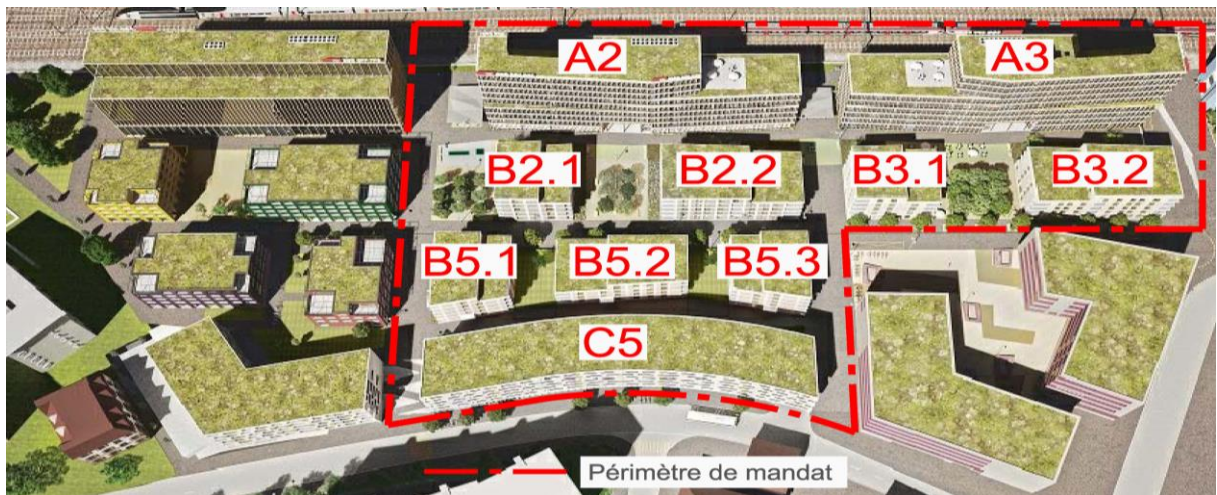 A2
A3
B2.1
B2.2
B3.1
B3.2
B5.1
B5.2
B5.3
C5
Périmètre de mandat